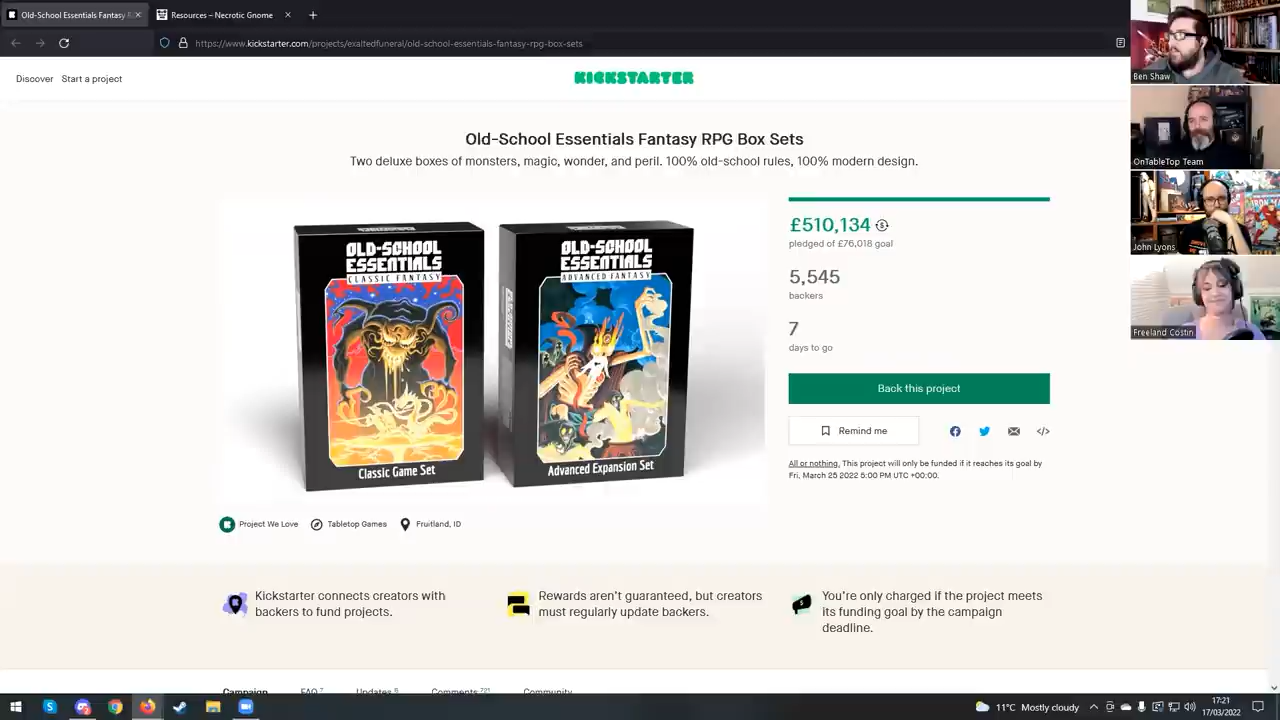 Old-School Essentials Fantasy R
Resources – Necrotic Gnome
https://www.kickstarter.com/projects/exaltedfuneral/old-school-essentials-fantasy-rpg-box-sets
Discover
Start a project
KICKSTARTER
Old-School Essentials Fantasy RPG Box Sets
Two deluxe boxes of monsters, magic, wonder, and peril. 100% old-school rules, 100% modern design.
OLD-SCHOOL
ESSENTIALS
CLASSIC FANTASY
Classic Game Set
OLD-SCHOOL
ESSENTIALS
ADVANCED FANTASY
Advanced Expansion Set
£510,134
pledged of £76,018 goal
5,545
backers
7
days to go
Back this project
Remind me
All or nothing. This project will only be funded if it reaches its goal by
Fri, March 25 2022 5:00 PM UTC +00:00.
Project We Love
Tabletop Games
Fruitland, ID
Kickstarter connects creators with
backers to fund projects.
Rewards aren't guaranteed, but creators
must regularly update backers.
You're only charged if the project meets
its funding goal by the campaign
deadline.
Campaign
FAQ 7
Updates 5
Comments 721
Community
Ben Shaw
OnTableTop Team
John Lyons
IRON M
Freeland Costin
11°C Mostly cloudy
17:21
17/03/2022